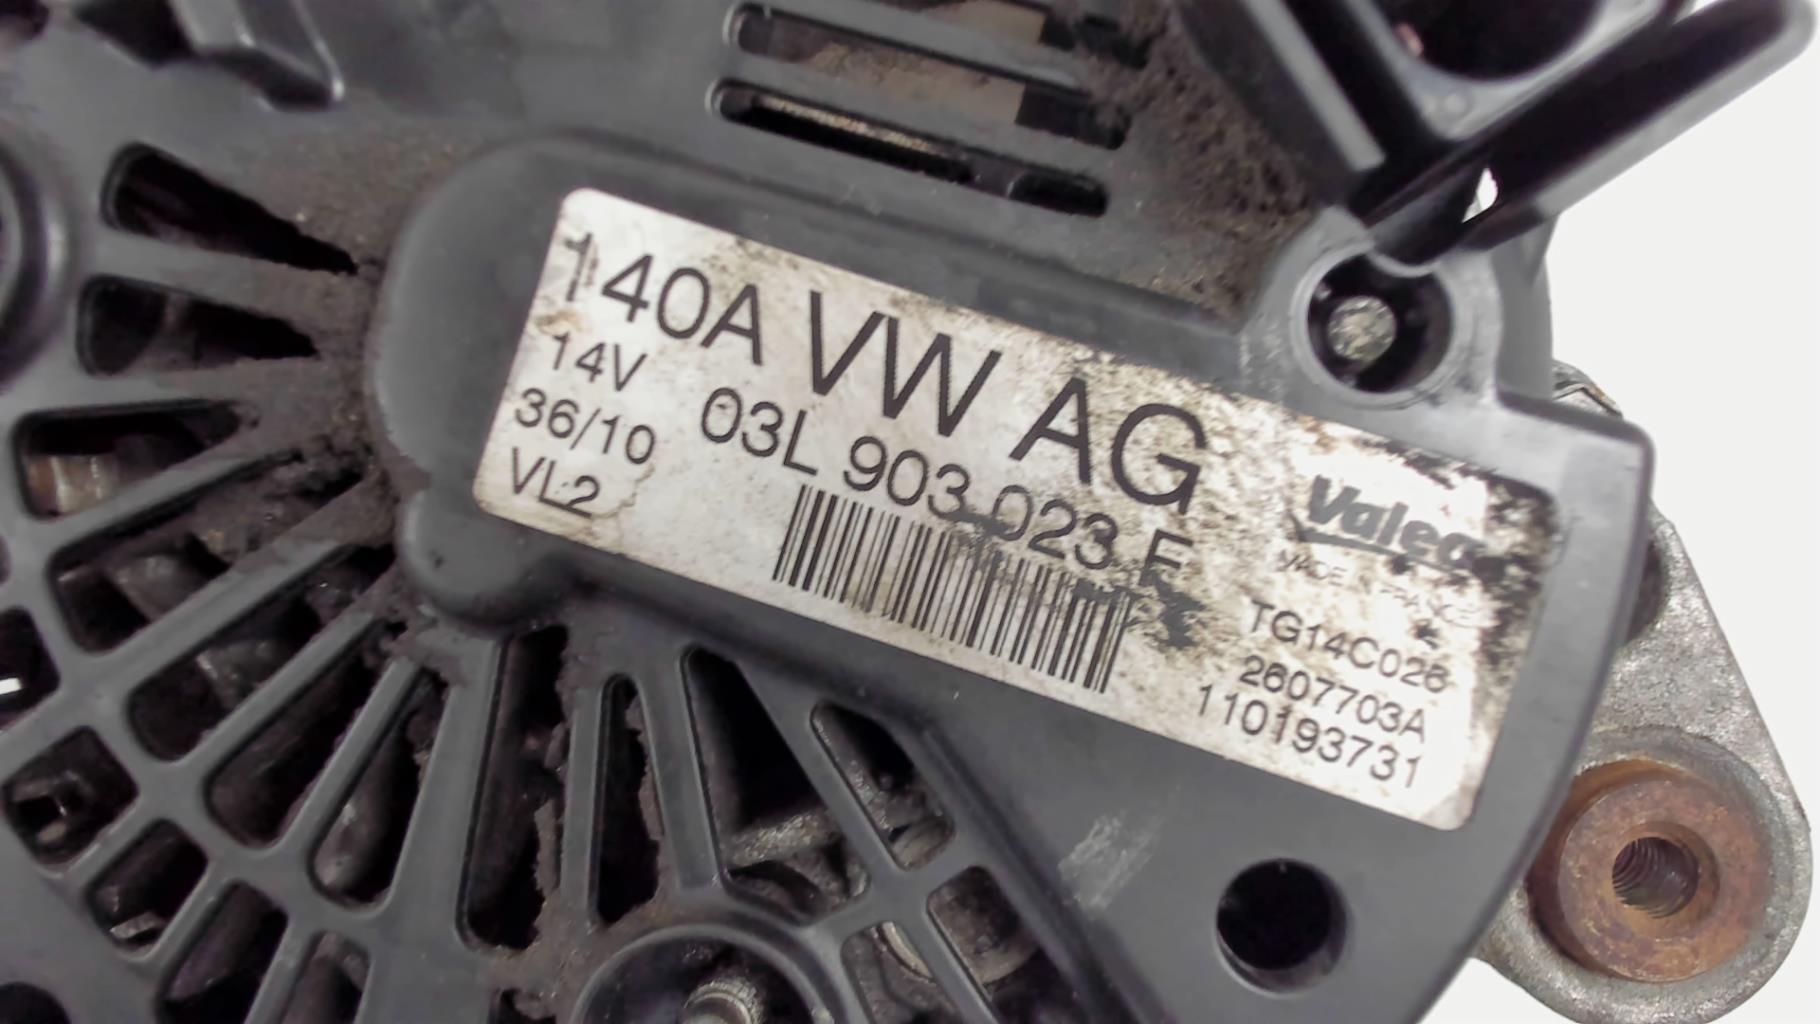 140A VW AG
14V 03L 903 023 F
36/10
VL2
Valeo
MADE IN FRANCE
TG14C026
2607703A
110193731